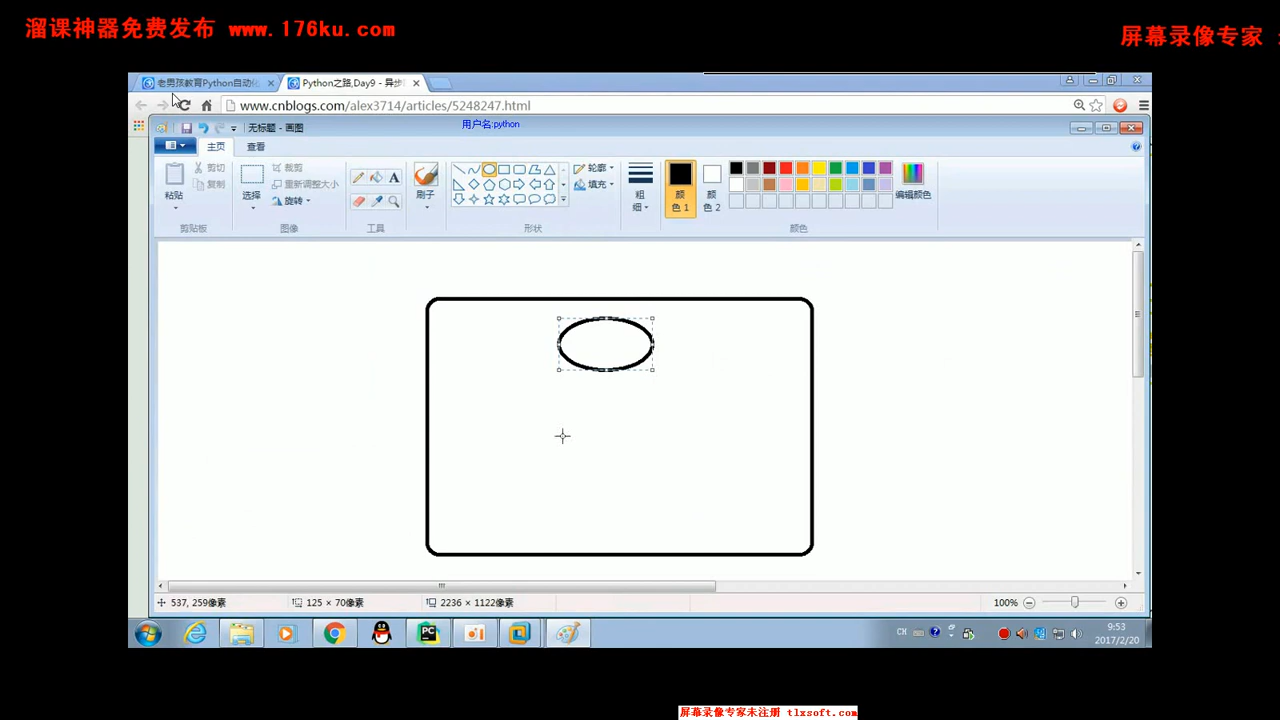 溜课神器免费发布 www.176ku.com
屏幕录像专家
老男孩教育Python自动化
Python之路,Day9 - 异步
www.cnblogs.com/alex3714/articles/5248247.html
无标题 - 画图
用户名:python
主页
查看
粘贴
剪切
复制
选择
裁剪
重新调整大小
旋转
A
刷子
轮廓
填充
粗细
颜色 1
颜色 2
编辑颜色
剪贴板
图像
工具
形状
颜色
537, 259像素
125 × 70像素
2236 × 1122像素
100%
CH
9:53
2017/2/20
屏幕录像专家未注册 tlxsoft.com